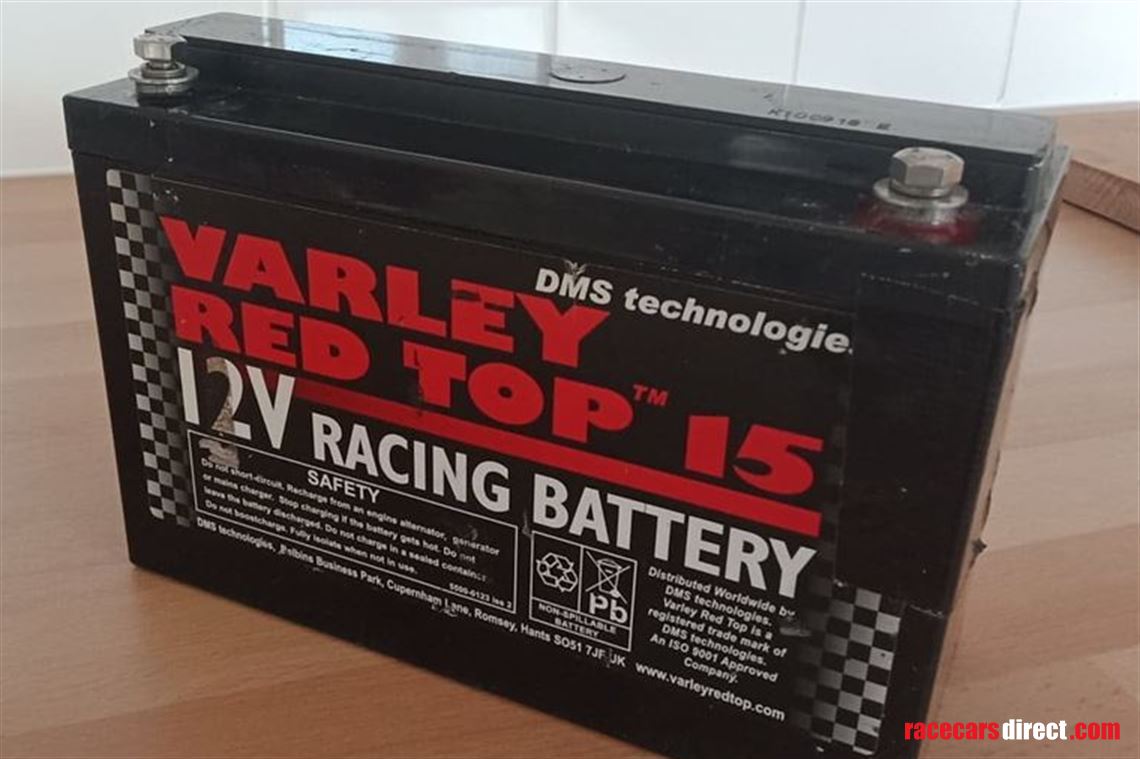 DMS technologie
VARLEY
RED TOP™ 15
12V RACING BATTERY
SAFETY
Do not short-circuit. Recharge from an engine alternator, generator
or mains charger. Stop charging if the battery gets hot. Do not
leave the battery discharged. Do not charge in a sealed container.
Do not boostcharge. Fully isolate when not in use.
5009-0123 iss 2
DMS technologies, Belbins Business Park, Cupernham Lane, Romsey, Hants SO51 7JF UK www.varleyredtop.com
Pb
NON-SPILLABLE
BATTERY
Distributed Worldwide by
DMS technologies.
Varley Red Top is a
registered trade mark of
DMS technologies.
An ISO 9001 Approved
Company.
racecarsdirect.com